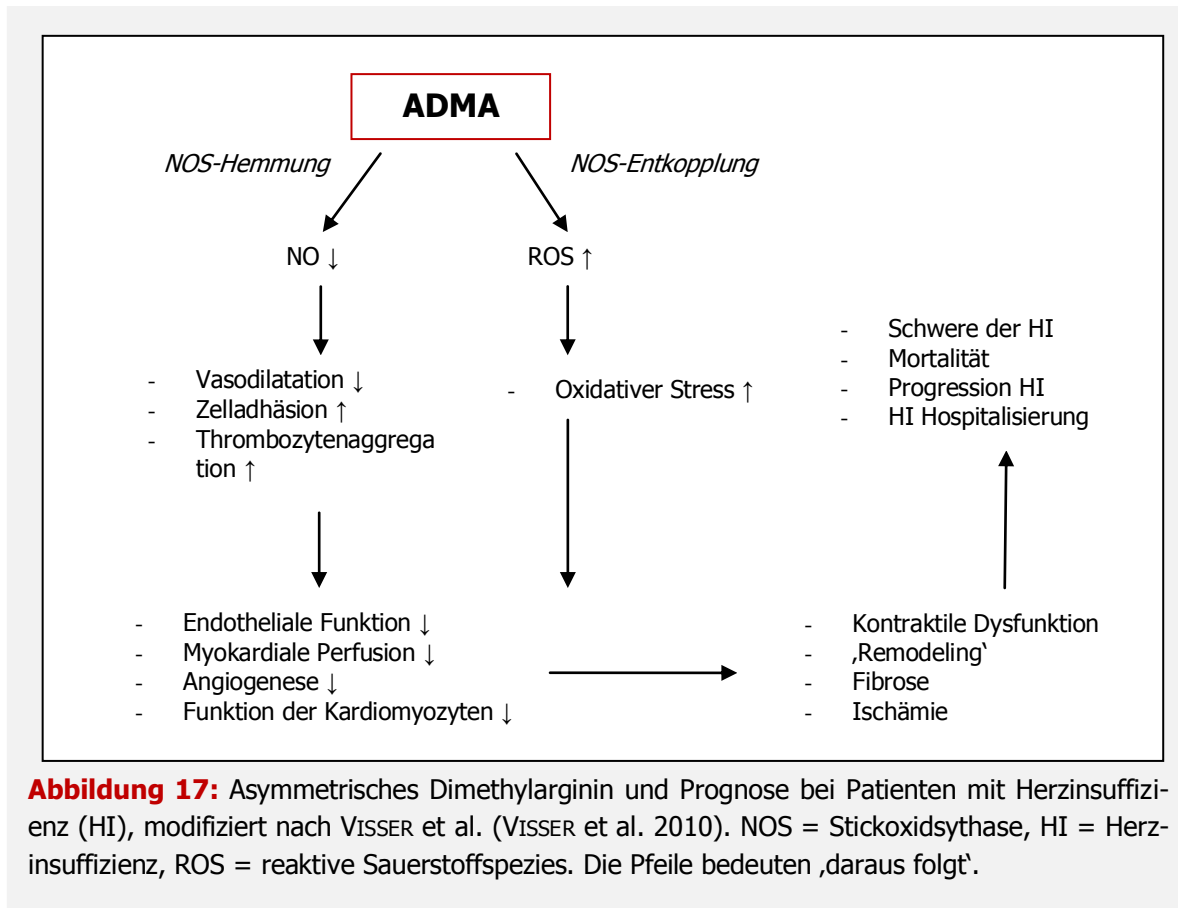 ADMA
NOS-Hemmung
NOS-Entkopplung
NO ↓
ROS ↑
- Vasodilatation ↓
- Zelladhäsion ↑
- Thrombozytenaggrega
tion ↑
- Oxidativer Stress ↑
- Schwere der HI
- Mortalität
- Progression HI
- HI Hospitalisierung
- Endotheliale Funktion ↓
- Myokardiale Perfusion ↓
- Angiogenese ↓
- Funktion der Kardiomyozyten ↓
- Kontraktile Dysfunktion
- ‚Remodeling‘
- Fibrose
- Ischämie
Abbildung 17: Asymmetrisches Dimethylarginin und Prognose bei Patienten mit Herzinsuffizi-
enz (HI), modifiziert nach VISSER et al. (VISSER et al. 2010). NOS = Stickoxidsythase, HI = Herz-
insuffizienz, ROS = reaktive Sauerstoffspezies. Die Pfeile bedeuten ‚daraus folgt‘.